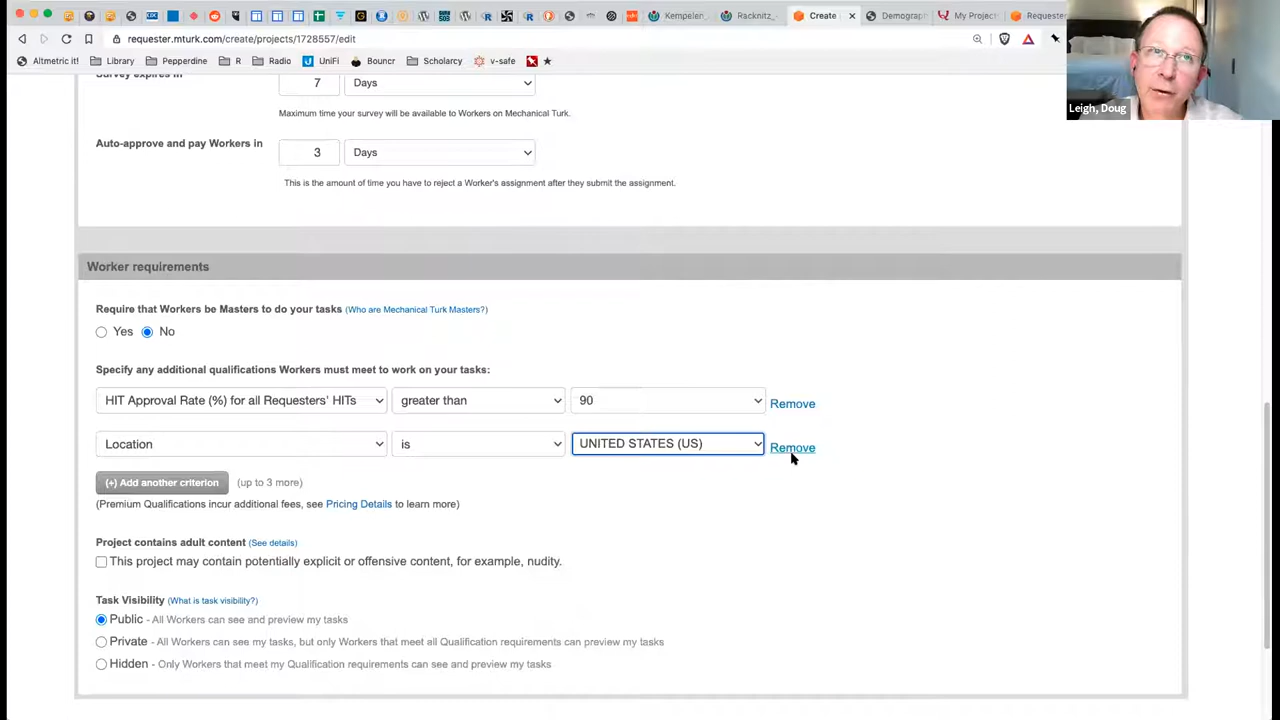 Kempelen_
Racknitz_
Create
Demograph
My Project
Requeste
requester.mturk.com/create/projects/1728557/edit
Altmetric it!
Library
Pepperdine
R
Radio
UniFi
Bouncr
Scholarcy
v-safe
Leigh, Doug
Survey expires in
7
Days
Maximum time your survey will be available to Workers on Mechanical Turk.
Auto-approve and pay Workers in
3
Days
This is the amount of time you have to reject a Worker's assignment after they submit the assignment.
Worker requirements
Require that Workers be Masters to do your tasks (Who are Mechanical Turk Masters?)
Yes No
Specify any additional qualifications Workers must meet to work on your tasks:
HIT Approval Rate (%) for all Requesters' HITs greater than 90 Remove
Location is UNITED STATES (US) Remove
(+) Add another criterion (up to 3 more)
(Premium Qualifications incur additional fees, see Pricing Details to learn more)
Project contains adult content (See details)
This project may contain potentially explicit or offensive content, for example, nudity.
Task Visibility (What is task visibility?)
Public - All Workers can see and preview my tasks
Private - All Workers can see my tasks, but only Workers that meet all Qualification requirements can preview my tasks
Hidden - Only Workers that meet my Qualification requirements can see and preview my tasks